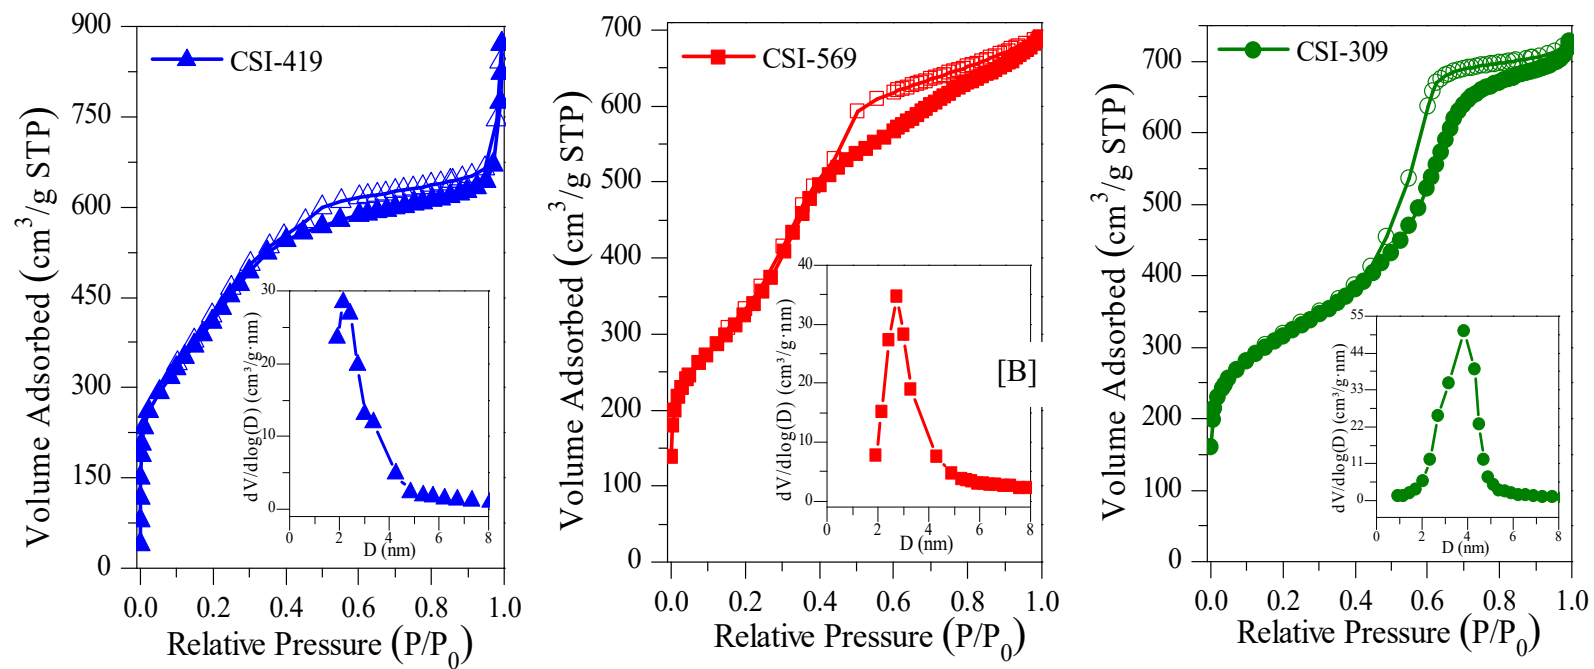 CSI-419
Volume Adsorbed (cm³/g STP)
900
750
600
450
300
150
0
0.0 0.2 0.4 0.6 0.8 1.0
Relative Pressure (P/P₀)
dV/dlog(D) (cm³/g·nm)
30
20
10
0
0 2 4 6 8
D (nm)
CSI-569
Volume Adsorbed (cm³/g STP)
700
600
500
400
300
200
100
0
0.0 0.2 0.4 0.6 0.8 1.0
Relative Pressure (P/P₀)
[B]
dV/dlog(D) (cm³/g·nm)
40
30
20
10
0
0 2 4 6 8
D (nm)
CSI-309
Volume Adsorbed (cm³/g STP)
700
600
500
400
300
200
100
0
0.0 0.2 0.4 0.6 0.8 1.0
Relative Pressure (P/P₀)
dV/dlog(D) (cm³/g·nm)
55
44
33
22
11
0
0 2 4 6 8
D (nm)